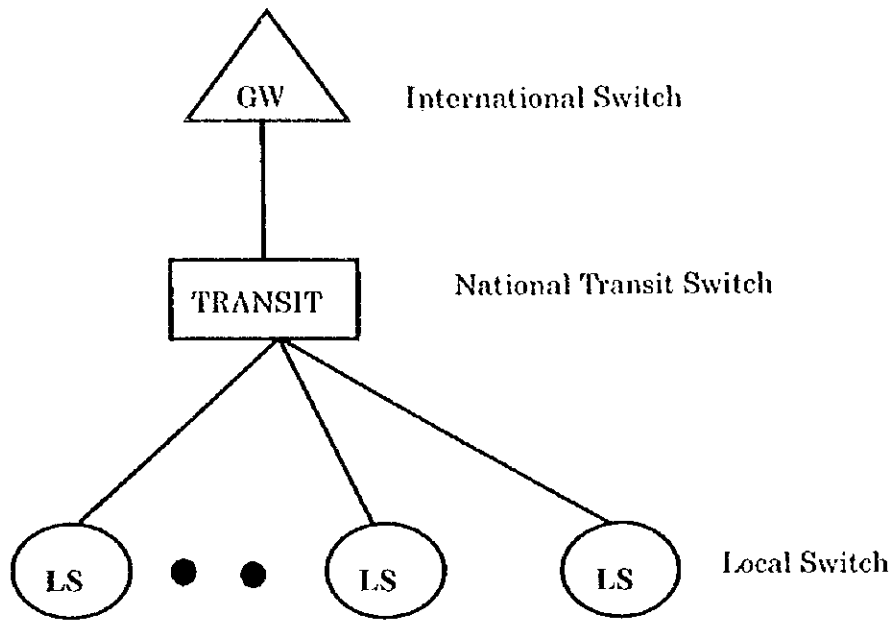 GW
International Switch
TRANSIT
National Transit Switch
LS
LS
LS
Local Switch